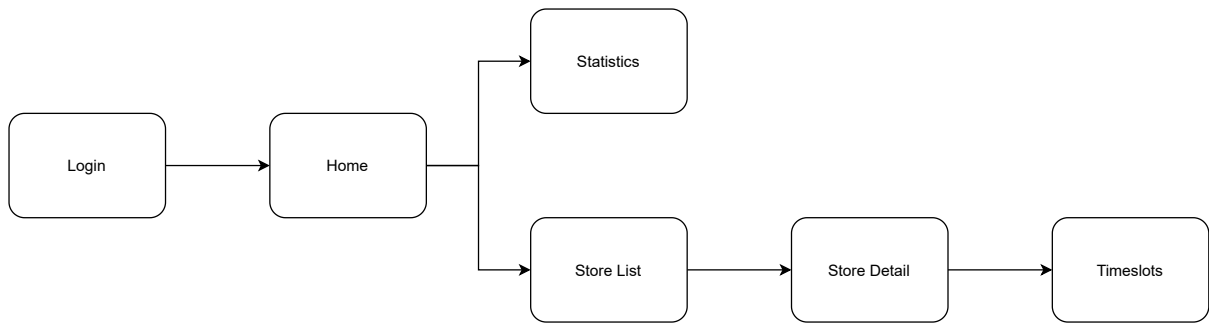 Statistics
Login
Home
Store List
Store Detail
Timeslots